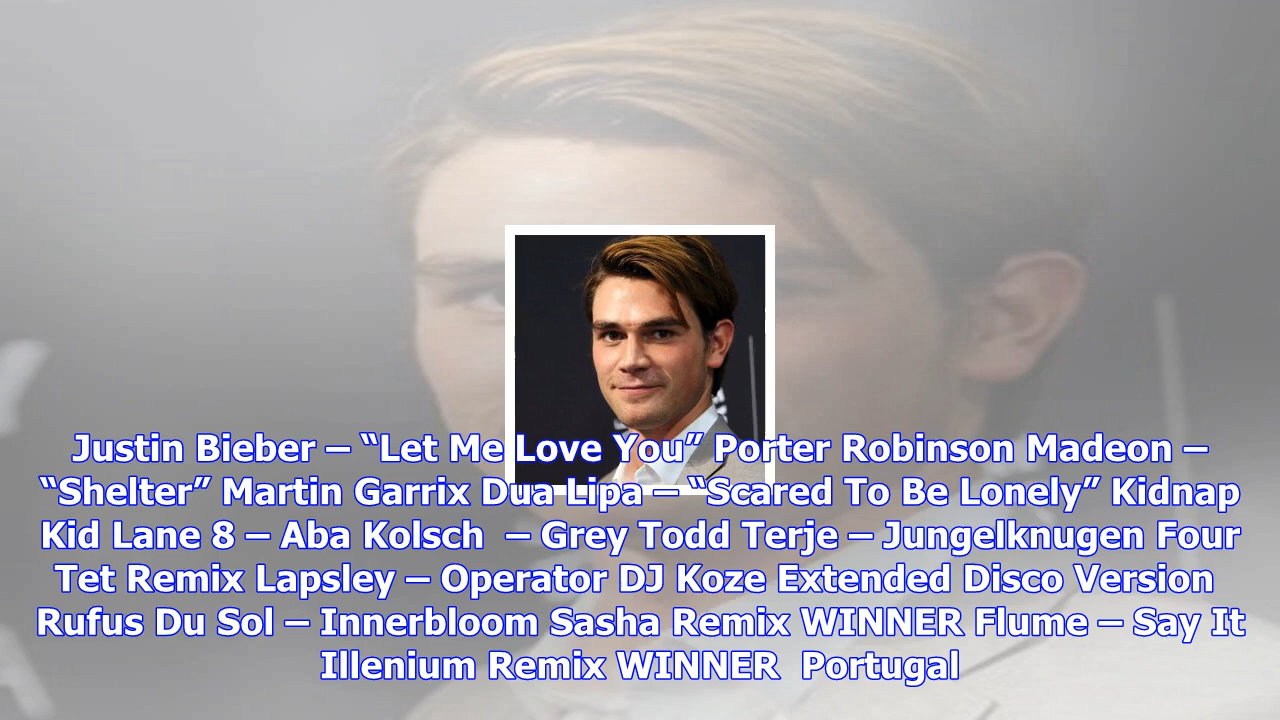 Justin Bieber – “Let Me Love You” Porter Robinson Madeon –
“Shelter” Martin Garrix Dua Lipa – “Scared To Be Lonely” Kidnap
Kid Lane 8 – Aba Kolsch  – Grey Todd Terje – Jungelknugen Four
Tet Remix Lapsley – Operator DJ Koze Extended Disco Version
Rufus Du Sol – Innerbloom Sasha Remix WINNER Flume – Say It
Illenium Remix WINNER  Portugal